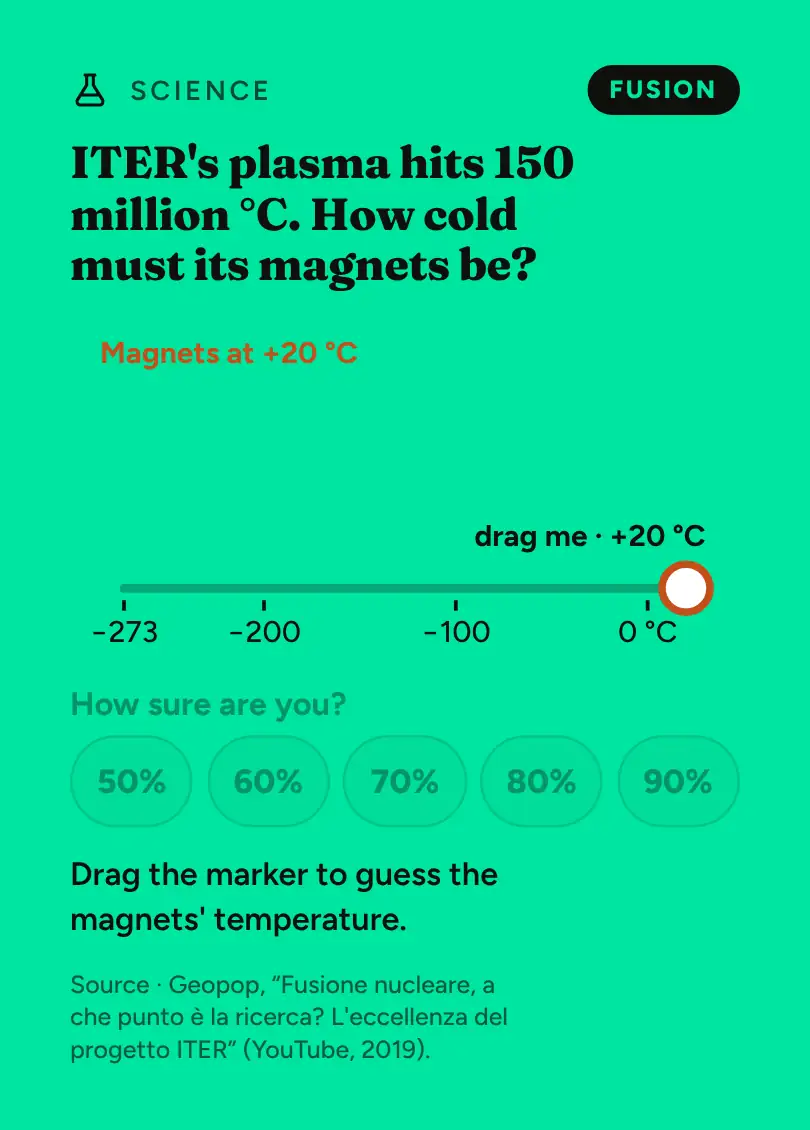 SCIENCE
FUSION
ITER's plasma hits 150
million °C. How cold
must its magnets be?
Magnets at +20 °C
drag me · +20 °C
−273
−200
−100
0 °C
How sure are you?
50%
60%
70%
80%
90%
Drag the marker to guess the
magnets' temperature.
Source · Geopop, “Fusione nucleare, a
che punto è la ricerca? L'eccellenza del
progetto ITER” (YouTube, 2019).